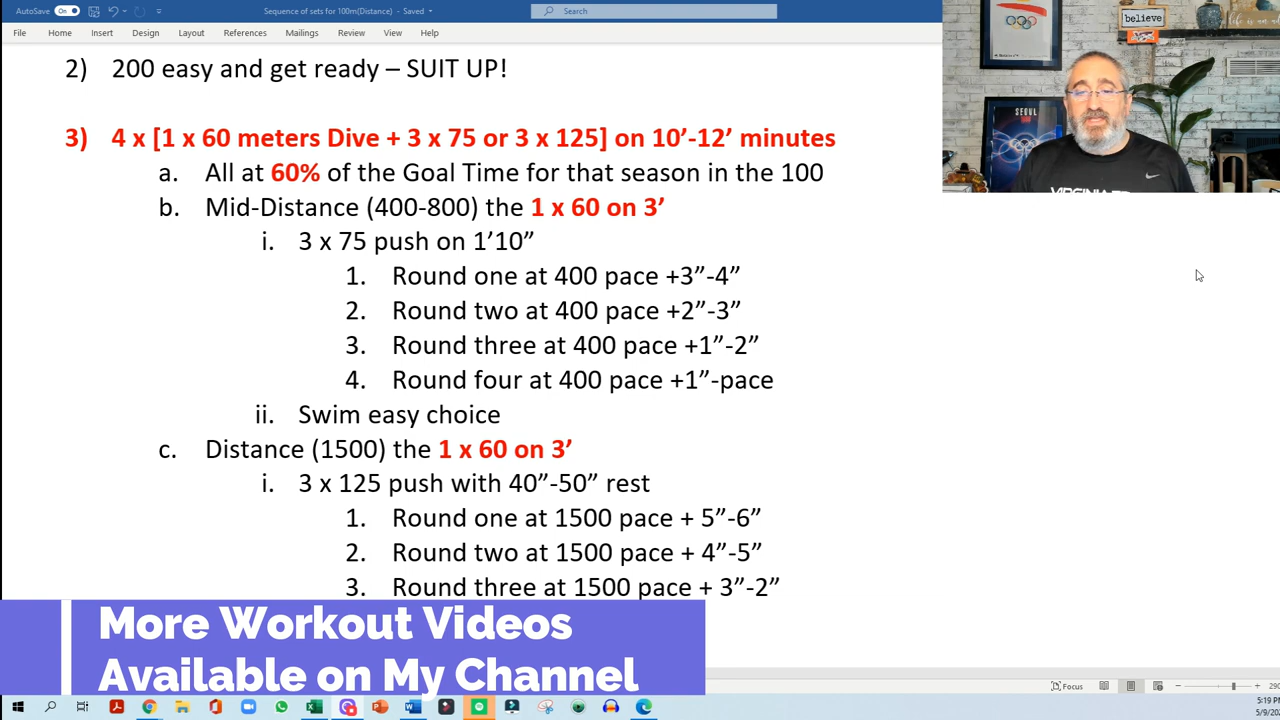 AutoSave On Sequence of sets for 100m(Distance) - Saved Search
File Home Insert Design Layout References Mailings Review View Help
believe
SEOUL
2) 200 easy and get ready – SUIT UP!
3) 4 x [1 x 60 meters Dive + 3 x 75 or 3 x 125] on 10’-12’ minutes
a. All at 60% of the Goal Time for that season in the 100
b. Mid-Distance (400-800) the 1 x 60 on 3’
i. 3 x 75 push on 1’10”
1. Round one at 400 pace +3”-4”
2. Round two at 400 pace +2”-3”
3. Round three at 400 pace +1”-2”
4. Round four at 400 pace +1”-pace
ii. Swim easy choice
c. Distance (1500) the 1 x 60 on 3’
i. 3 x 125 push with 40”-50” rest
1. Round one at 1500 pace + 5”-6”
2. Round two at 1500 pace + 4”-5”
3. Round three at 1500 pace + 3”-2”
More Workout Videos
Available on My Channel
Focus
5:19 P